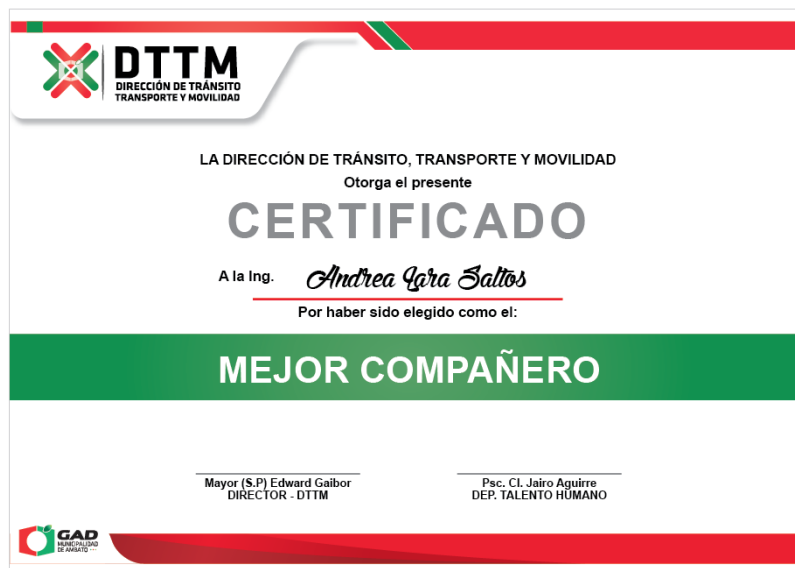 DTTM
DIRECCIÓN DE TRÁNSITO
TRANSPORTE Y MOVILIDAD
LA DIRECCIÓN DE TRÁNSITO, TRANSPORTE Y MOVILIDAD
Otorga el presente
CERTIFICADO
A la Ing. Andrea Lara Saltos
Por haber sido elegido como el:
MEJOR COMPAÑERO
Mayor (S.P) Edward Gaibor
DIRECTOR - DTTM
Psc. Cl. Jairo Aguirre
DEP. TALENTO HUMANO
GAD
MUNICIPALIDAD
DE AMBATO